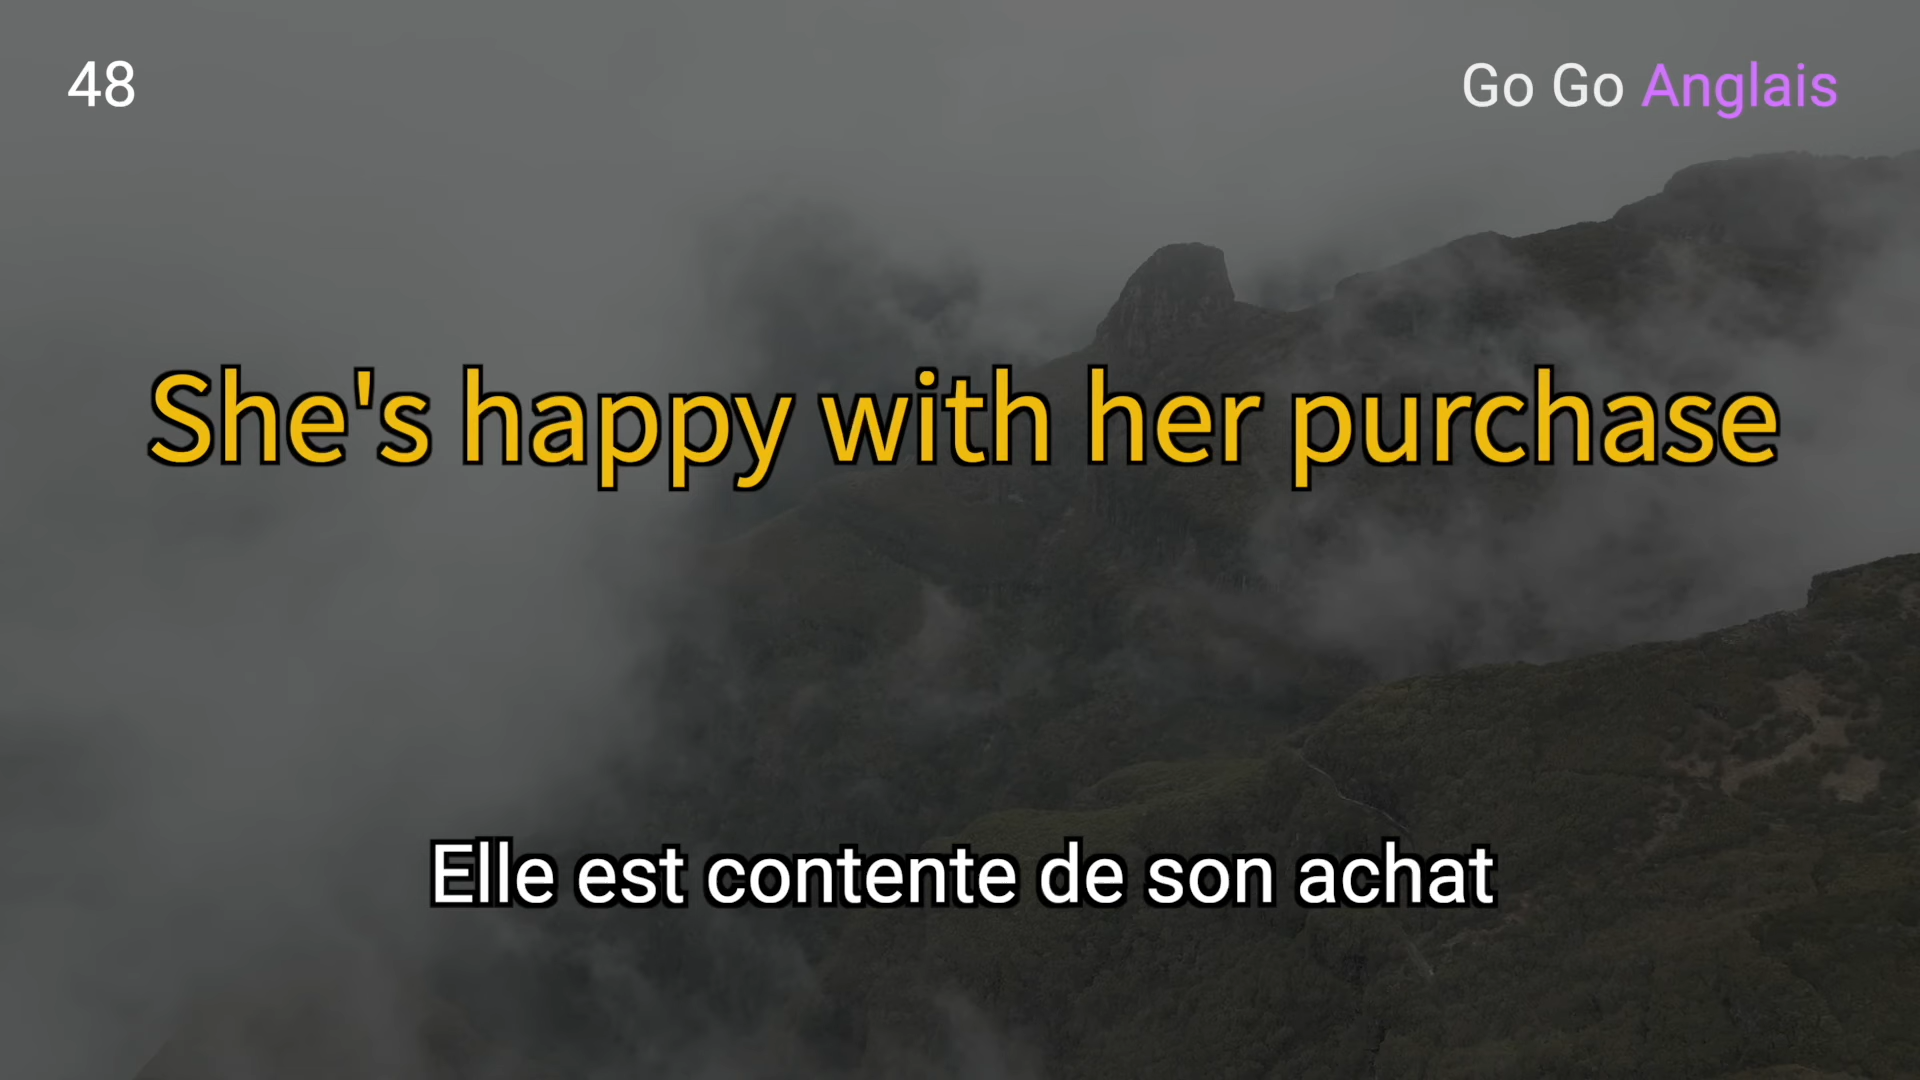 48
Go Go Anglais
She's happy with her purchase
Elle est contente de son achat